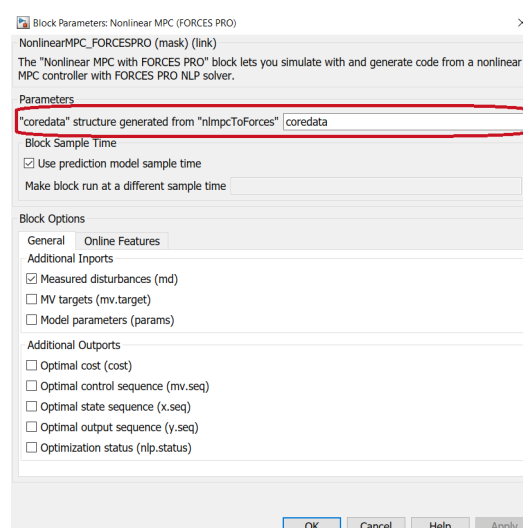 Block Parameters: Nonlinear MPC (FORCES PRO)
NonlinearMPC_FORCESPRO (mask) (link)
The "Nonlinear MPC with FORCES PRO" block lets you simulate with and generate code from a nonlinear
MPC controller with FORCES PRO NLP solver.
Parameters
"coredata" structure generated from "nlmpcToForces" coredata
Block Sample Time
Use prediction model sample time
Make block run at a different sample time
Block Options
General Online Features
Additional Inports
Measured disturbances (md)
MV targets (mv.target)
Model parameters (params)
Additional Outports
Optimal cost (cost)
Optimal control sequence (mv.seq)
Optimal state sequence (x.seq)
Optimal output sequence (y.seq)
Optimization status (nlp.status)
OK Cancel Help Apply